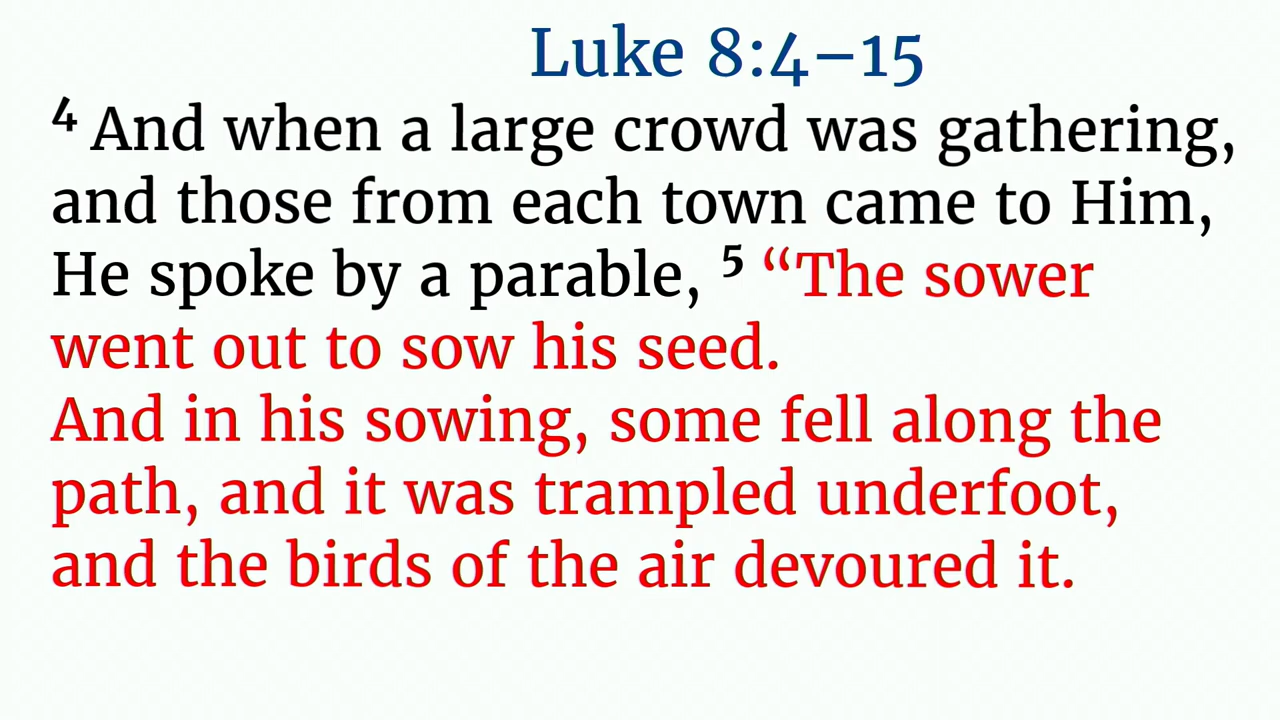 Luke 8:4–15
4 And when a large crowd was gathering,
and those from each town came to Him,
He spoke by a parable, 5 “The sower
went out to sow his seed.
And in his sowing, some fell along the
path, and it was trampled underfoot,
and the birds of the air devoured it.